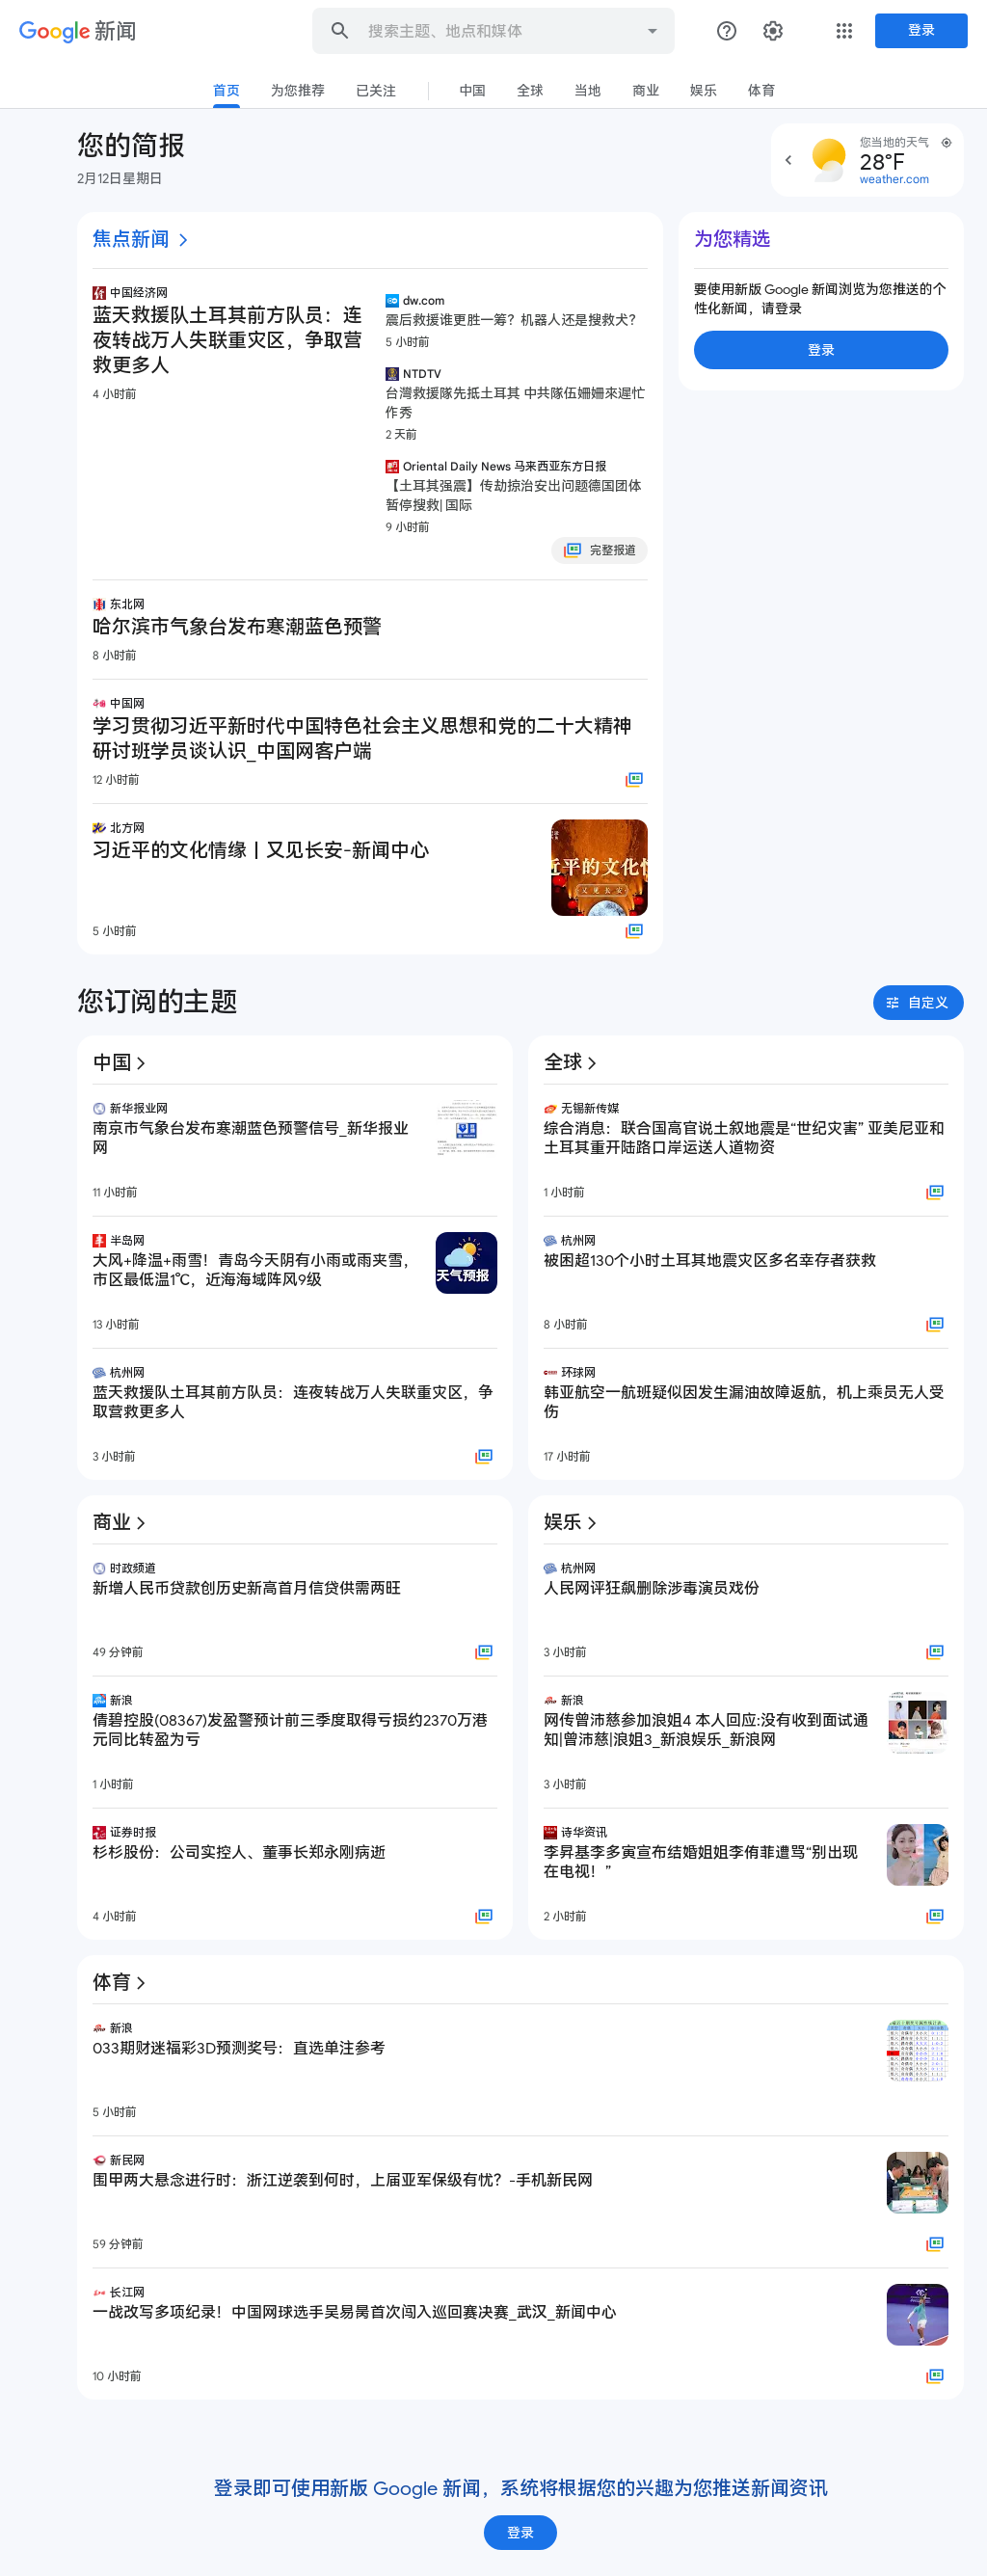 Google 新闻
搜索主题、地点和媒体
登录
首页
为您推荐
已关注
中国
全球
当地
商业
娱乐
体育
您的简报
2月12日星期日
您当地的天气
28°F
weather.com
焦点新闻
中国经济网
蓝天救援队土耳其前方队员：连
夜转战万人失联重灾区，争取营
救更多人
4 小时前
dw.com
震后救援谁更胜一筹？机器人还是搜救犬？
5 小时前
NTDTV
台灣救援隊先抵土耳其 中共隊伍姍姍來遲忙
作秀
2 天前
Oriental Daily News 马来西亚东方日报
【土耳其强震】传劫掠治安出问题德国团体
暂停搜救| 国际
9 小时前
完整报道
为您精选
要使用新版 Google 新闻浏览为您推送的个
性化新闻，请登录
登录
东北网
哈尔滨市气象台发布寒潮蓝色预警
8 小时前
中国网
学习贯彻习近平新时代中国特色社会主义思想和党的二十大精神
研讨班学员谈认识_中国网客户端
12 小时前
北方网
习近平的文化情缘丨又见长安-新闻中心
近平的文化情
又见长安
5 小时前
您订阅的主题
自定义
中国
新华报业网
南京市气象台发布寒潮蓝色预警信号_新华报业
网
11 小时前
半岛网
大风+降温+雨雪！青岛今天阴有小雨或雨夹雪，
市区最低温1℃，近海海域阵风9级
天气预报
13 小时前
杭州网
蓝天救援队土耳其前方队员：连夜转战万人失联重灾区，争
取营救更多人
3 小时前
全球
无锡新传媒
综合消息：联合国高官说土叙地震是“世纪灾害” 亚美尼亚和
土耳其重开陆路口岸运送人道物资
1 小时前
杭州网
被困超130个小时土耳其地震灾区多名幸存者获救
8 小时前
环球网
韩亚航空一航班疑似因发生漏油故障返航，机上乘员无人受
伤
17 小时前
商业
时政频道
新增人民币贷款创历史新高首月信贷供需两旺
49 分钟前
新浪
倩碧控股(08367)发盈警预计前三季度取得亏损约2370万港
元同比转盈为亏
1 小时前
证券时报
杉杉股份：公司实控人、董事长郑永刚病逝
4 小时前
娱乐
杭州网
人民网评狂飙删除涉毒演员戏份
3 小时前
新浪
网传曾沛慈参加浪姐4 本人回应:没有收到面试通
知|曾沛慈|浪姐3_新浪娱乐_新浪网
3 小时前
诗华资讯
李昇基李多寅宣布结婚姐姐李侑菲遭骂“别出现
在电视！”
2 小时前
体育
新浪
033期财迷福彩3D预测奖号：直选单注参考
5 小时前
新民网
围甲两大悬念进行时：浙江逆袭到何时，上届亚军保级有忧？-手机新民网
59 分钟前
长江网
一战改写多项纪录！中国网球选手吴易昺首次闯入巡回赛决赛_武汉_新闻中心
10 小时前
登录即可使用新版 Google 新闻，系统将根据您的兴趣为您推送新闻资讯
登录